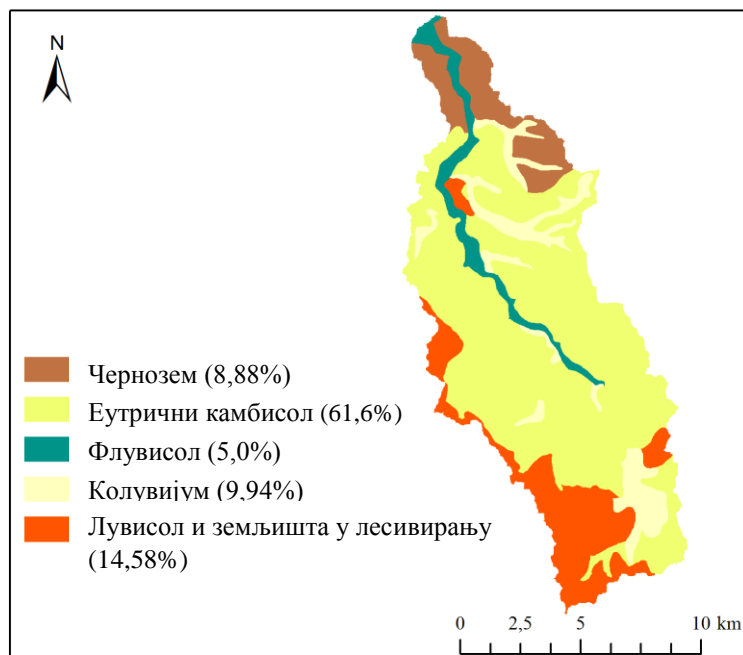 N
Чернозем (8,88%)
Еутрични камбисол (61,6%)
Флувисол (5,0%)
Колувијум (9,94%)
Лувисол и земљишта у лесивирању
(14,58%)
0 2,5 5 10 km